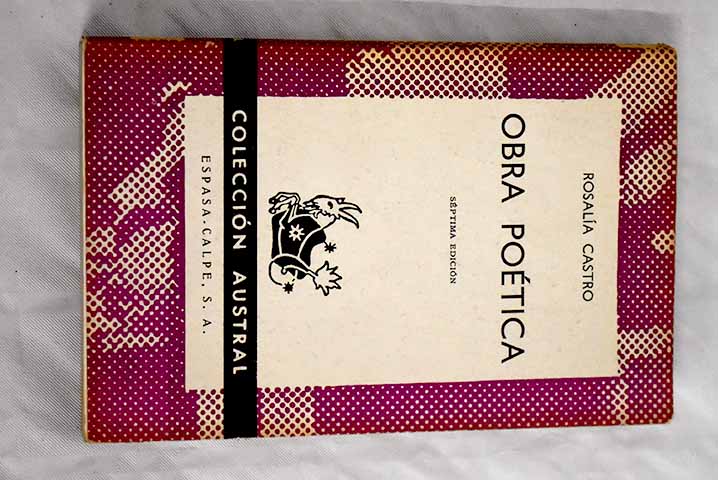 ROSALÍA CASTRO
OBRA POÉTICA
SÉPTIMA EDICIÓN
COLECCIÓN AUSTRAL
ESPASA-CALPE, S. A.